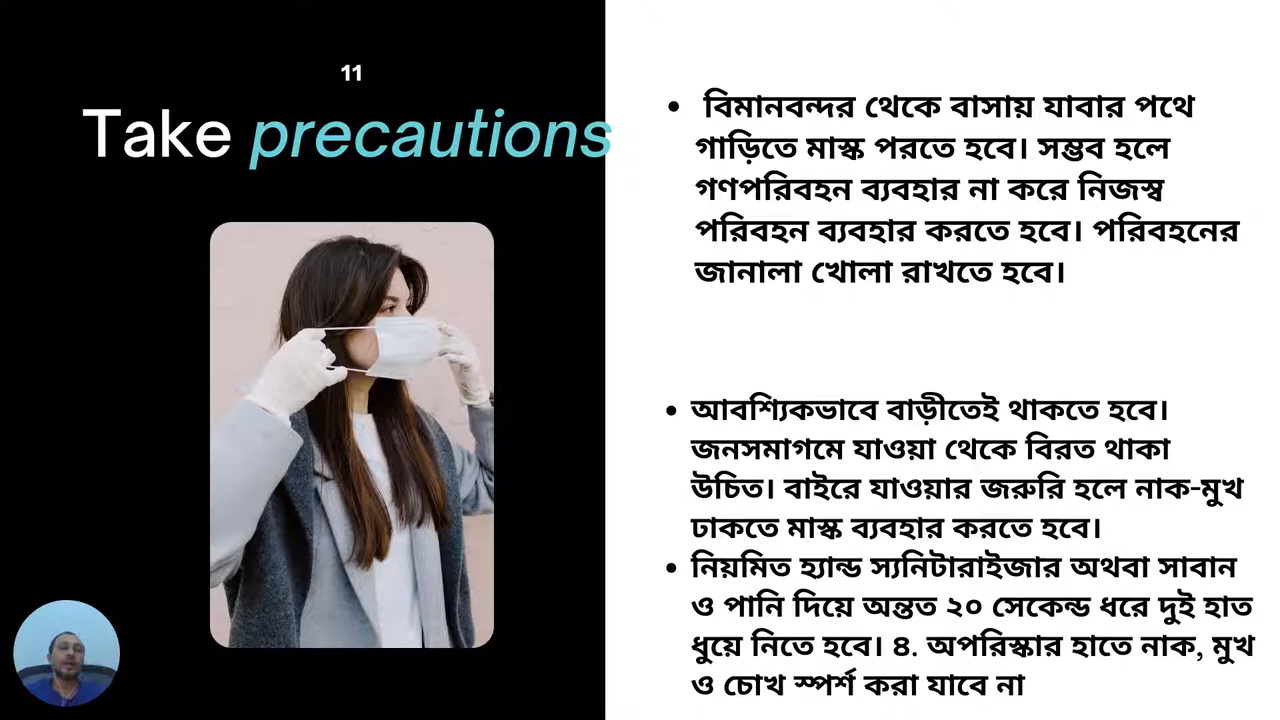 11
Take precautions
• বিমানবন্দর থেকে বাসায় যাবার পথে
গাড়িতে মাস্ক পরতে হবে। সম্ভব হলে
গণপরিবহন ব্যবহার না করে নিজস্ব
পরিবহন ব্যবহার করতে হবে। পরিবহনের
জানালা খোলা রাখতে হবে।
• আবশ্যিকভাবে বাড়ীতেই থাকতে হবে।
জনসমাগমে যাওয়া থেকে বিরত থাকা
উচিত। বাইরে যাওয়ার জরুরি হলে নাক-মুখ
ঢাকতে মাস্ক ব্যবহার করতে হবে।
• নিয়মিত হ্যান্ড স্যনিটারাইজার অথবা সাবান
ও পানি দিয়ে অন্তত ২০ সেকেন্ড ধরে দুই হাত
ধুয়ে নিতে হবে। ৪. অপরিস্কার হাতে নাক, মুখ
ও চোখ স্পর্শ করা যাবে না